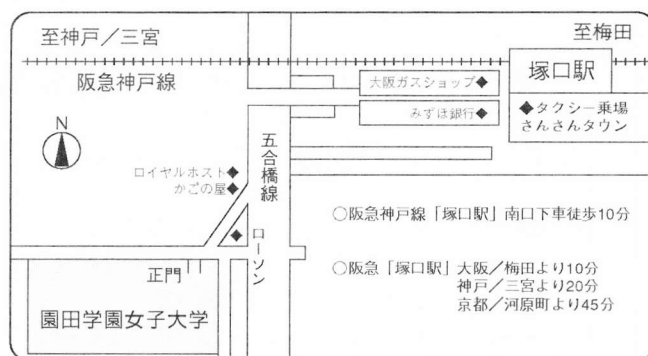 至神戸／三宮
至梅田
阪急神戸線
塚口駅
大阪ガスショップ◆
みずほ銀行◆
◆タクシー乗場
さんさんタウン
N
五合橋線
ロイヤルホスト◆
かごの屋◆
◆
ローソン
正門
園田学園女子大学
○阪急神戸線「塚口駅」南口下車徒歩10分
○阪急「塚口駅」大阪／梅田より10分
神戸／三宮より20分
京都／河原町より45分